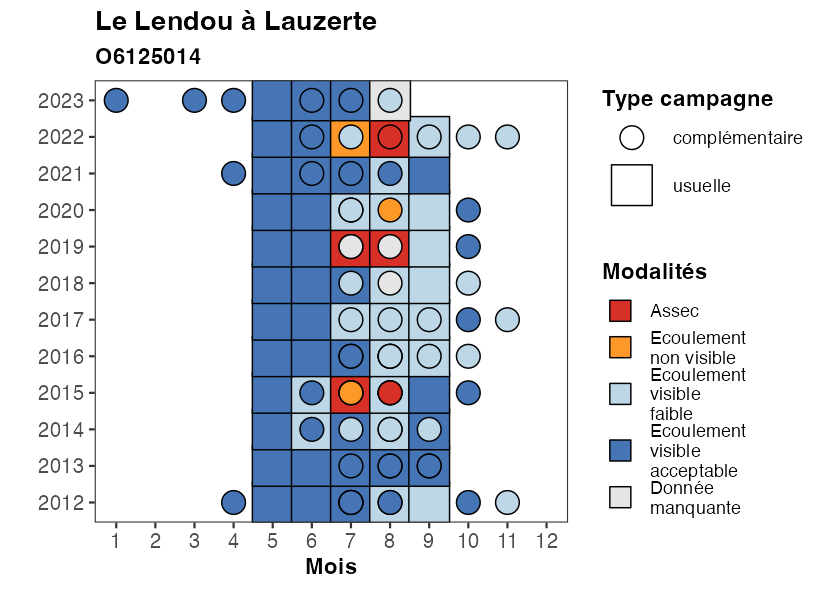 Le Lendou à Lauzerte
O6125014
2023
2022
2021
2020
2019
2018
2017
2016
2015
2014
2013
2012
1 2 3 4 5 6 7 8 9 10 11 12
Mois
Type campagne
complémentaire
usuelle
Modalités
Assec
Ecoulement
non visible
Ecoulement
visible
faible
Ecoulement
visible
acceptable
Donnée
manquante